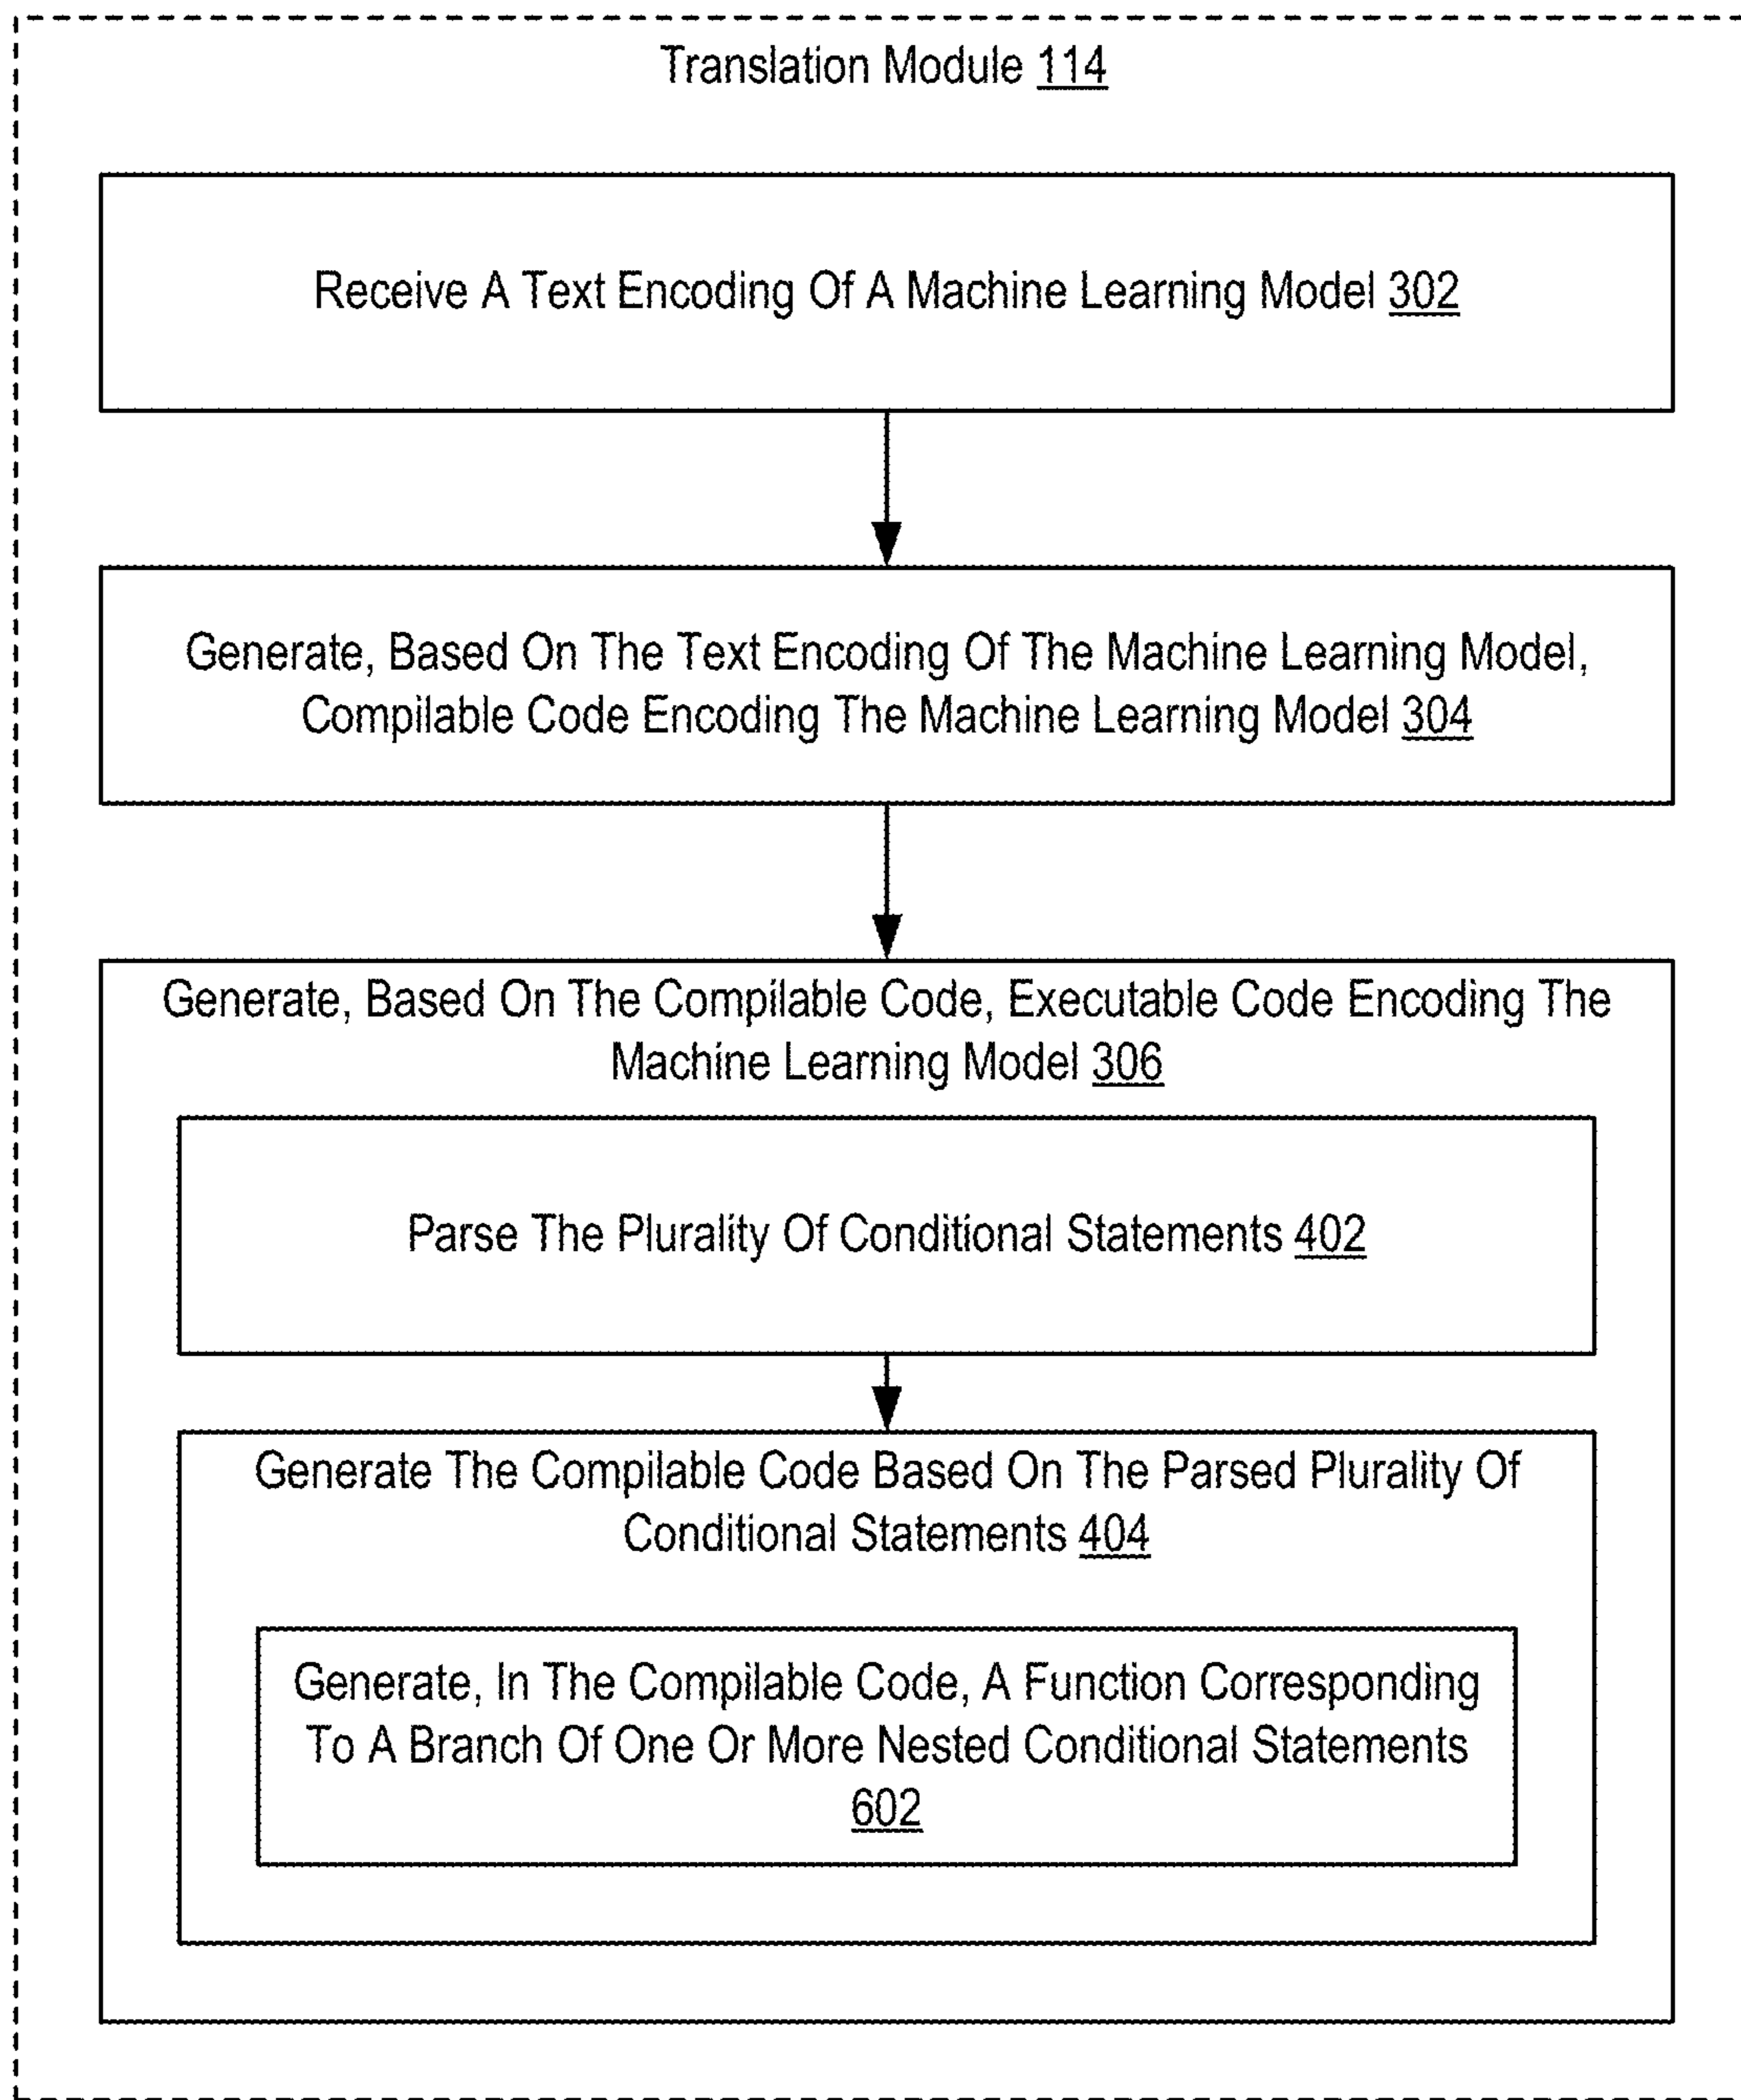 Translation Module 114
Receive A Text Encoding Of A Machine Learning Model 302
Generate, Based On The Text Encoding Of The Machine Learning Model,
Compilable Code Encoding The Machine Learning Model 304
Generate, Based On The Compilable Code, Executable Code Encoding The
Machine Learning Model 306
Parse The Plurality Of Conditional Statements 402
Generate The Compilable Code Based On The Parsed Plurality Of
Conditional Statements 404
Generate, In The Compilable Code, A Function Corresponding
To A Branch Of One Or More Nested Conditional Statements
602